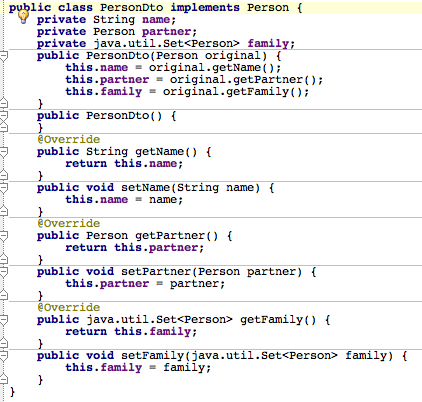 public class PersonDto implements Person {
    private String name;
    private Person partner;
    private java.util.Set<Person> family;
    public PersonDto(Person original) {
        this.name = original.getName();
        this.partner = original.getPartner();
        this.family = original.getFamily();
    }
    public PersonDto() {
    }
    @Override
    public String getName() {
        return this.name;
    }
    public void setName(String name) {
        this.name = name;
    }
    @Override
    public Person getPartner() {
        return this.partner;
    }
    public void setPartner(Person partner) {
        this.partner = partner;
    }
    @Override
    public java.util.Set<Person> getFamily() {
        return this.family;
    }
    public void setFamily(java.util.Set<Person> family) {
        this.family = family;
    }
}